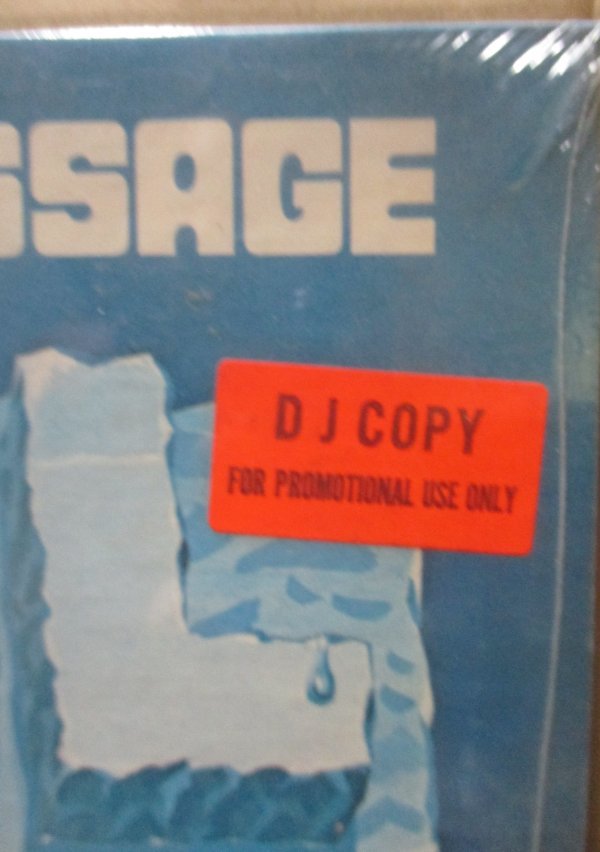 SSAGE
D J COPY
FOR PROMOTIONAL USE ONLY
L